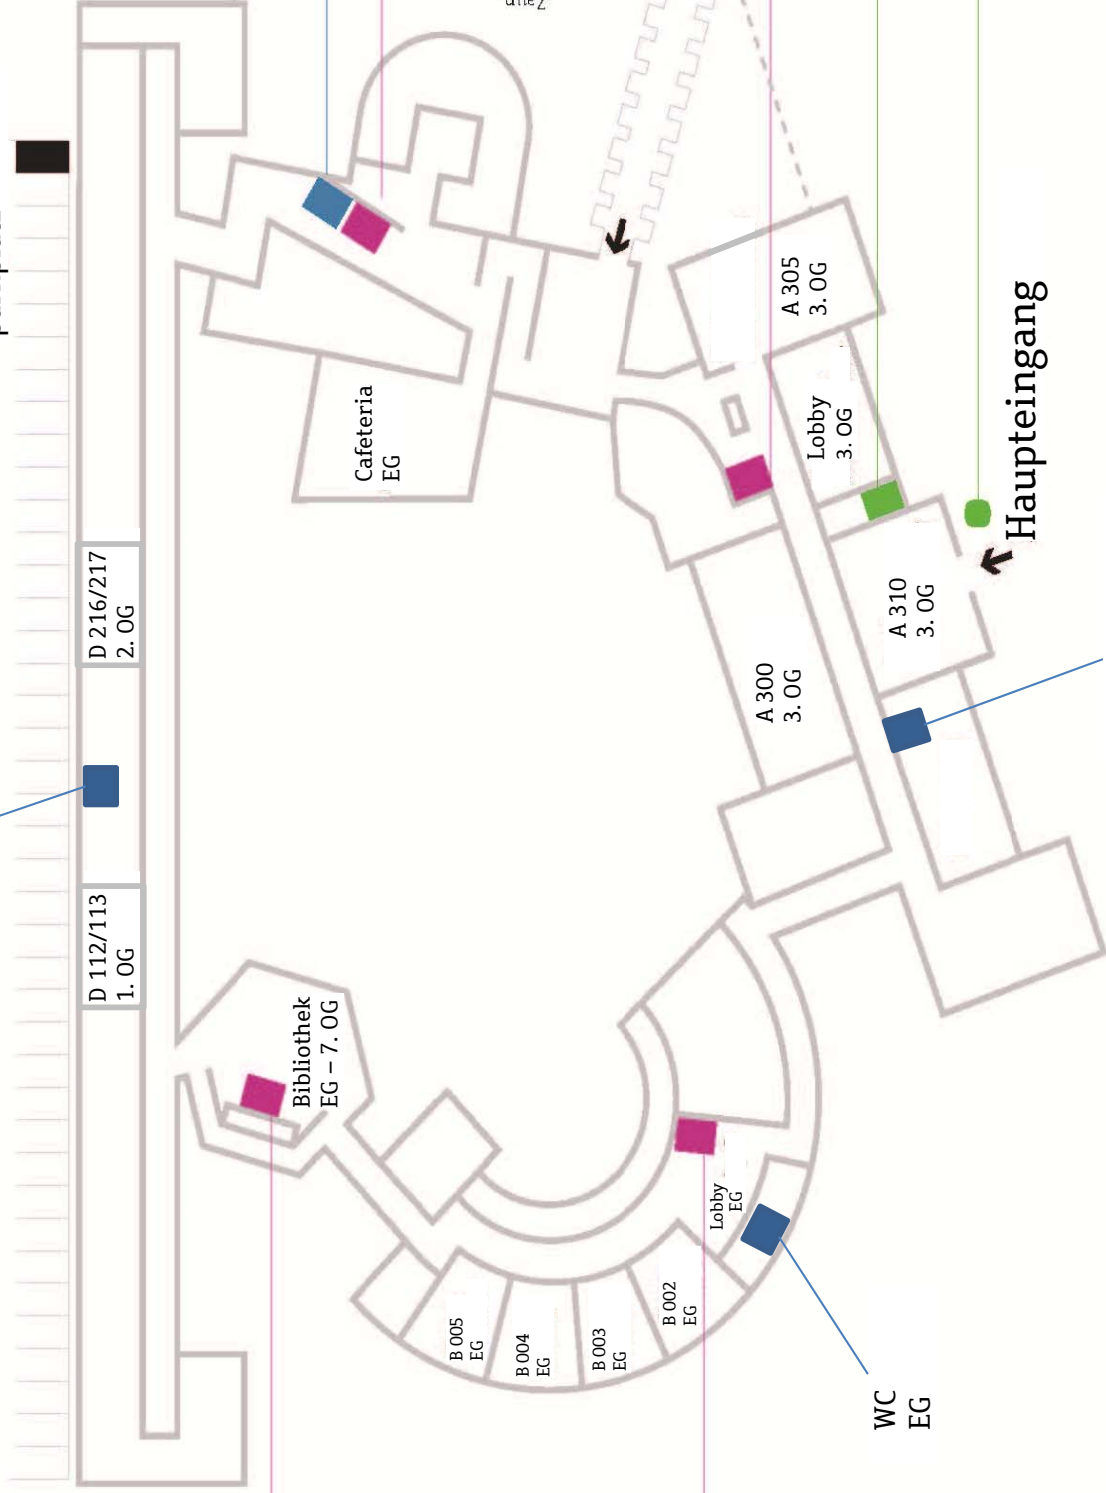 D 216/217
2. OG
D 112/113
1. OG
Cafeteria
EG
Bibliothek
EG – 7. OG
A 305
3. OG
Lobby
3. OG
A 310
3. OG
A 300
3. OG
Haupteingang
Lobby
EG
B 002
EG
B 003
EG
B 004
EG
B 005
EG
WC
EG
Zaun